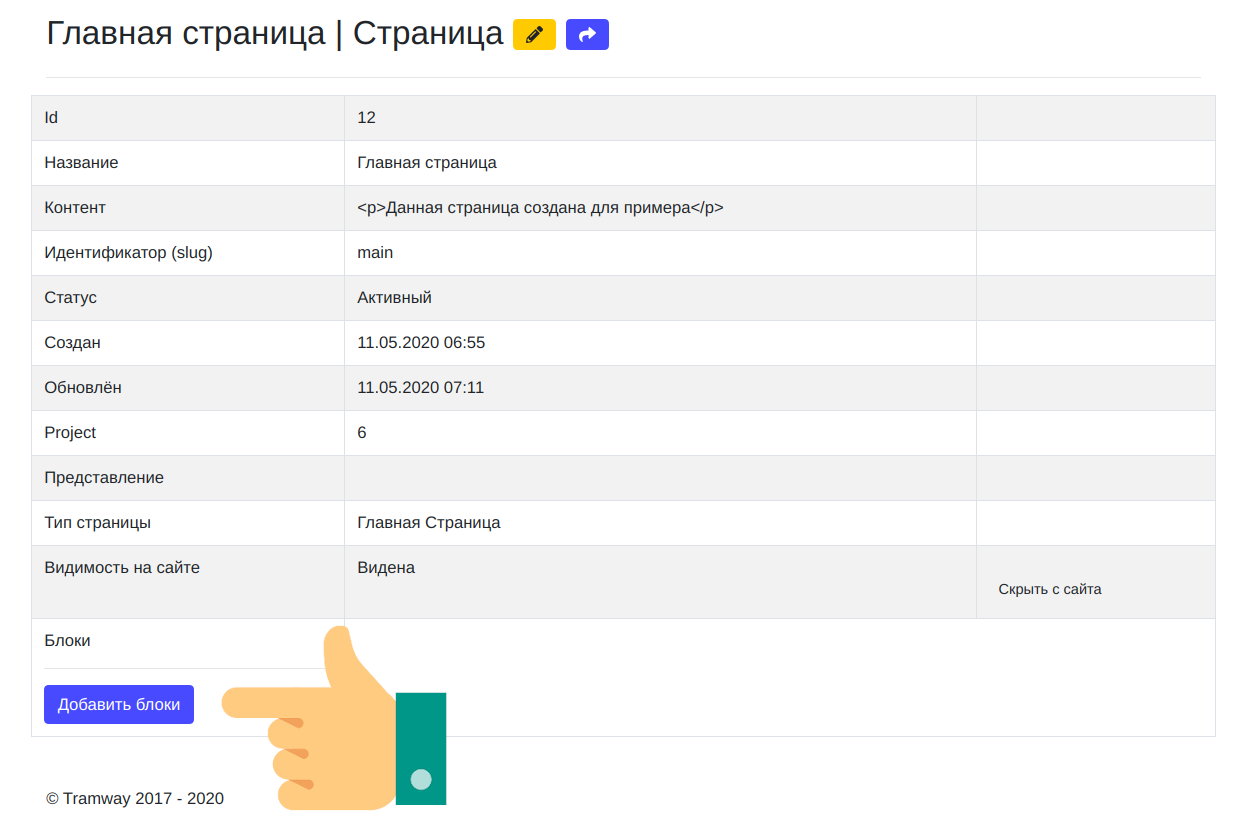 Главная страница | Страница
Id 12
Название Главная страница
Контент <p>Данная страница создана для примера</p>
Идентификатор (slug) main
Статус Активный
Создан 11.05.2020 06:55
Обновлён 11.05.2020 07:11
Project 6
Представление
Тип страницы Главная Страница
Видимость на сайте Видена Скрыть с сайта
Блоки
Добавить блоки
© Tramway 2017 - 2020